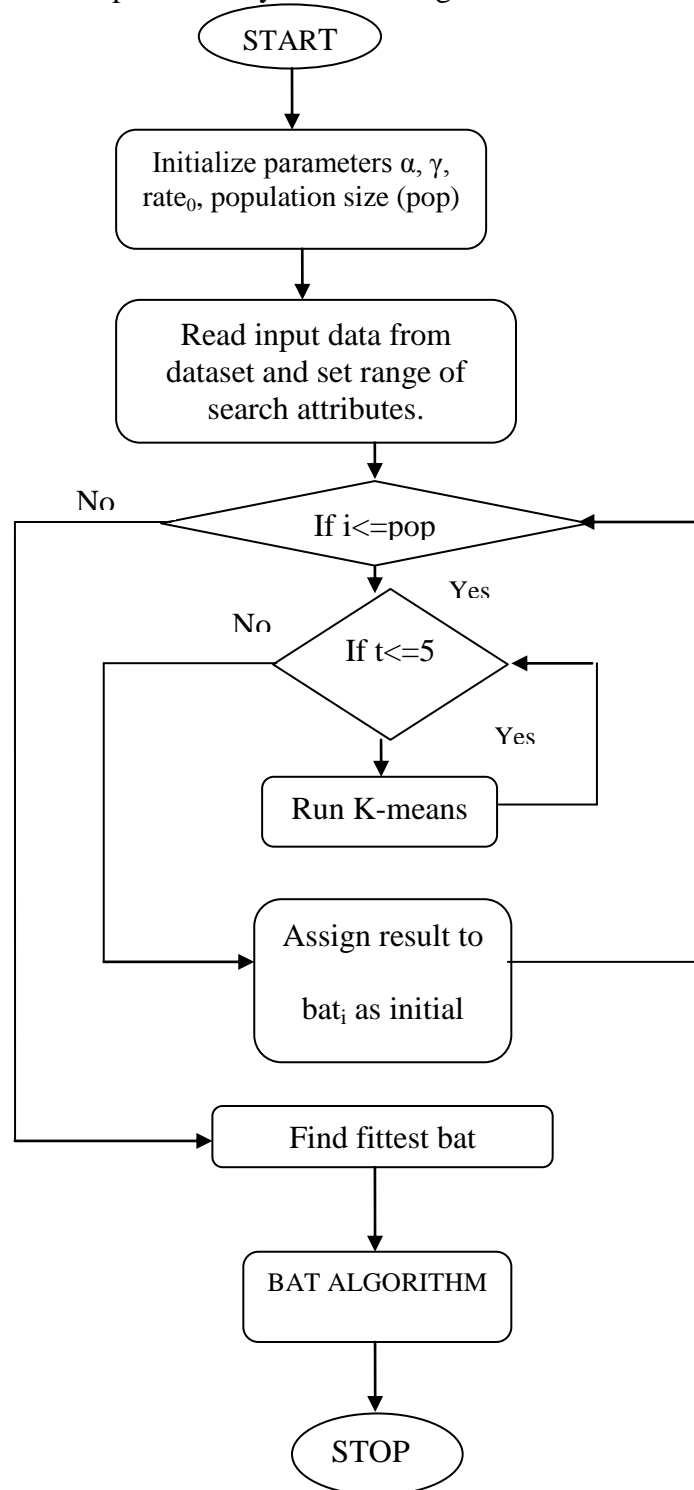 START
Initialize parameters α, γ,
rate₀, population size (pop)
Read input data from
dataset and set range of
search attributes.
No
If i<=pop
Yes
No
If t<=5
Yes
Run K-means
Assign result to
batᵢ as initial
Find fittest bat
BAT ALGORITHM
STOP